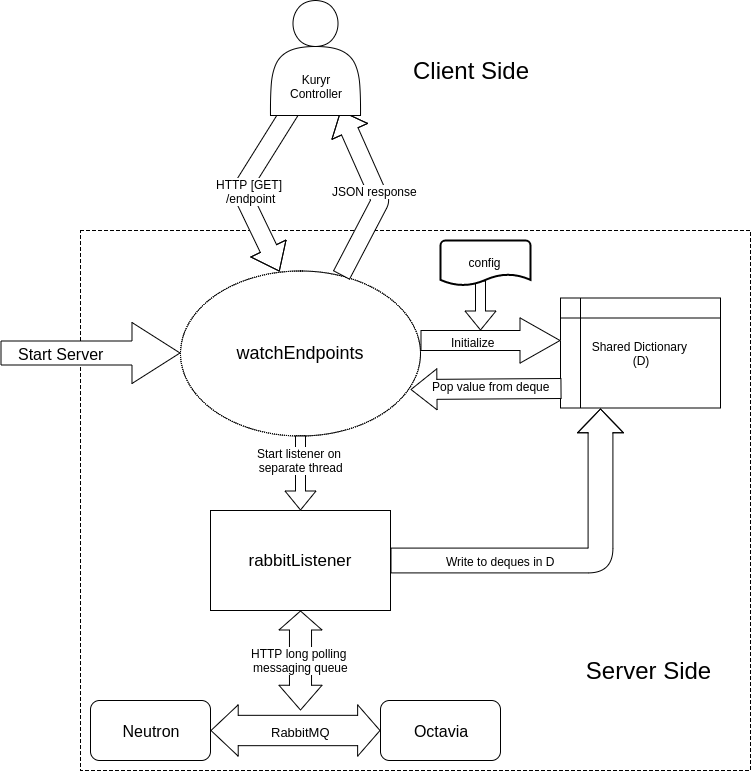 Kuryr
Controller
Client Side
HTTP [GET]
/endpoint
JSON response
config
Start Server
watchEndpoints
Initialize
Shared Dictionary
(D)
Pop value from deque
Start listener on
separate thread
rabbitListener
Write to deques in D
HTTP long polling
messaging queue
Server Side
Neutron
RabbitMQ
Octavia